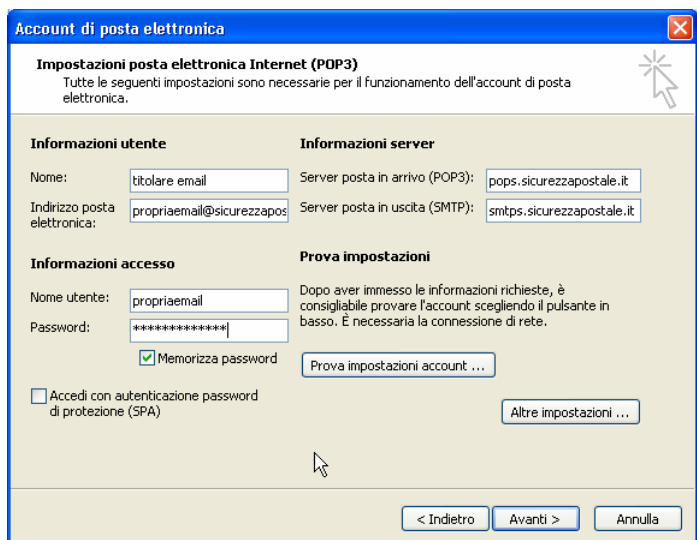 Account di posta elettronica
Impostazioni posta elettronica Internet (POP3)
Tutte le seguenti impostazioni sono necessarie per il funzionamento dell'account di posta
elettronica.
Informazioni utente
Nome:
titolare email
Indirizzo posta
elettronica:
propriaemail@sicurezzapos
Informazioni server
Server posta in arrivo (POP3):
pops.sicurezzapostale.it
Server posta in uscita (SMTP):
smtps.sicurezzapostale.it
Informazioni accesso
Nome utente:
propriaemail
Password:
*************
Memorizza password
Accedi con autenticazione password
di protezione (SPA)
Prova impostazioni
Dopo aver immesso le informazioni richieste, è
consigliabile provare l'account scegliendo il pulsante in
basso. È necessaria la connessione di rete.
Prova impostazioni account ...
Altre impostazioni ...
< Indietro
Avanti >
Annulla